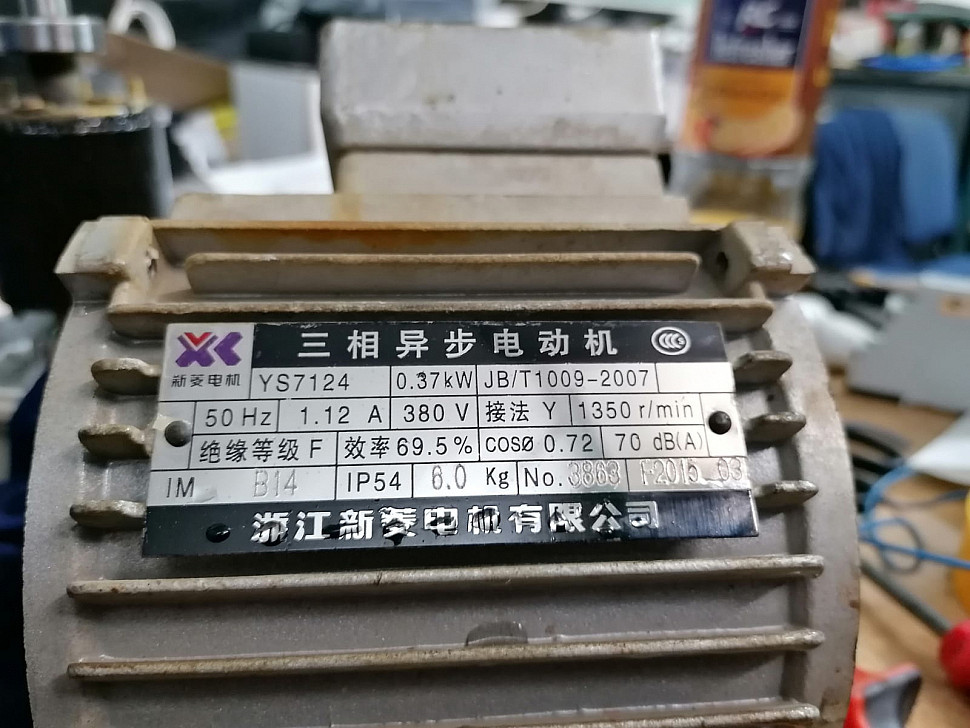 三相异步电动机
新菱电机
YS7124 0.37kW JB/T1009-2007
50 Hz 1.12 A 380 V 接法 Y 1350 r/min
绝缘等级 F 效率 69.5% COSØ 0.72 70 dB(A)
IM B14 IP54 6.0 Kg No. 3863
浙江新菱电机有限公司